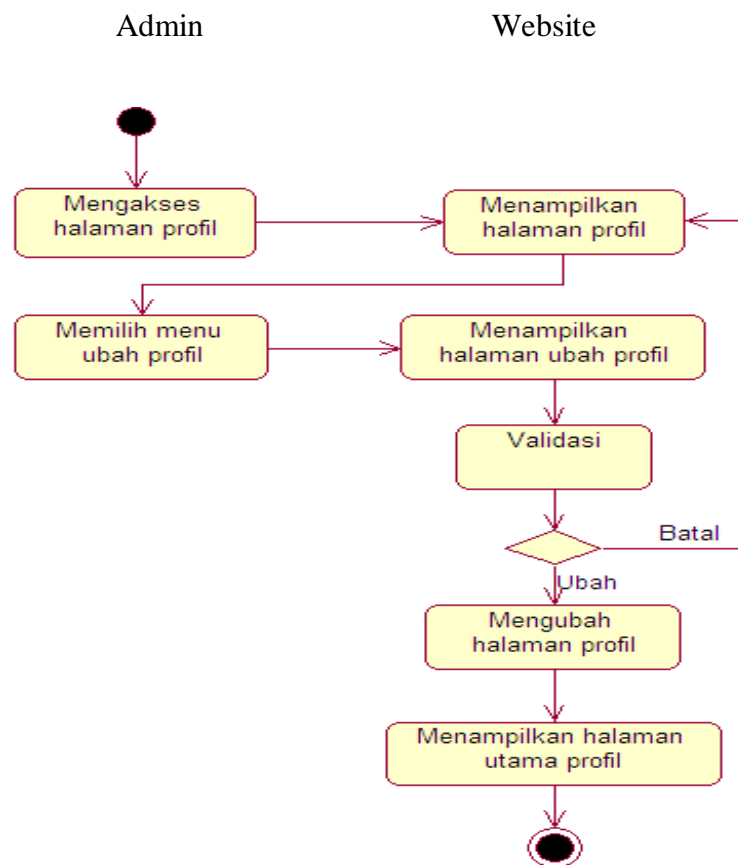 Admin
Website
Mengakses
halaman profil
Menampilkan
halaman profil
Memilih menu
ubah profil
Menampilkan
halaman ubah profil
Validasi
Batal
Ubah
Mengubah
halaman profil
Menampilkan halaman
utama profil